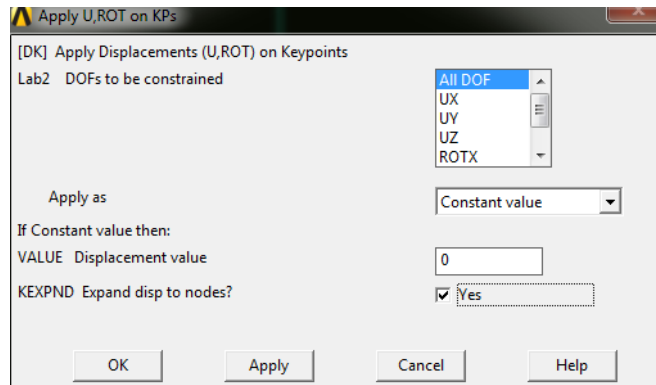 Apply U,ROT on KPs
[DK] Apply Displacements (U,ROT) on Keypoints
Lab2 DOFs to be constrained
All DOF
UX
UY
UZ
ROTX
Apply as
Constant value
If Constant value then:
VALUE Displacement value
0
KEXPND Expand disp to nodes?
Yes
OK Apply Cancel Help